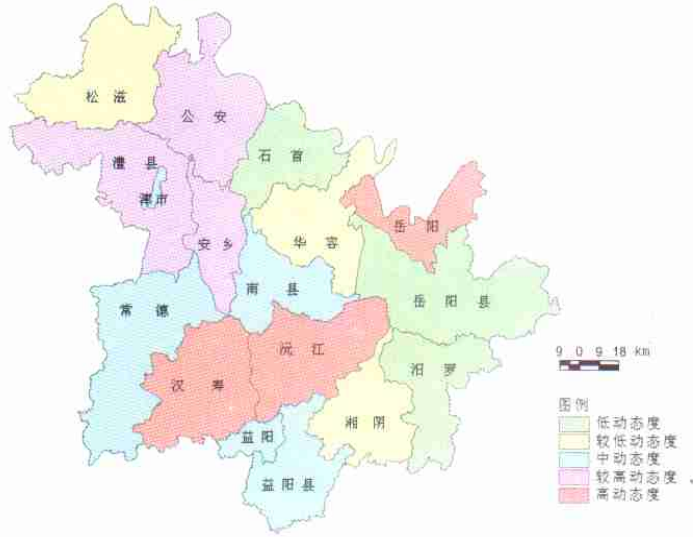 松滋
公安
澧县
石首
津市
岳阳
安乡
华容
南县
常德
岳阳县
沅江
9 0 9 18 km
汨罗
汉寿
图例
低动态度
湘阴
较低动态度
益阳
中动态度
较高动态度
益阳县
高动态度